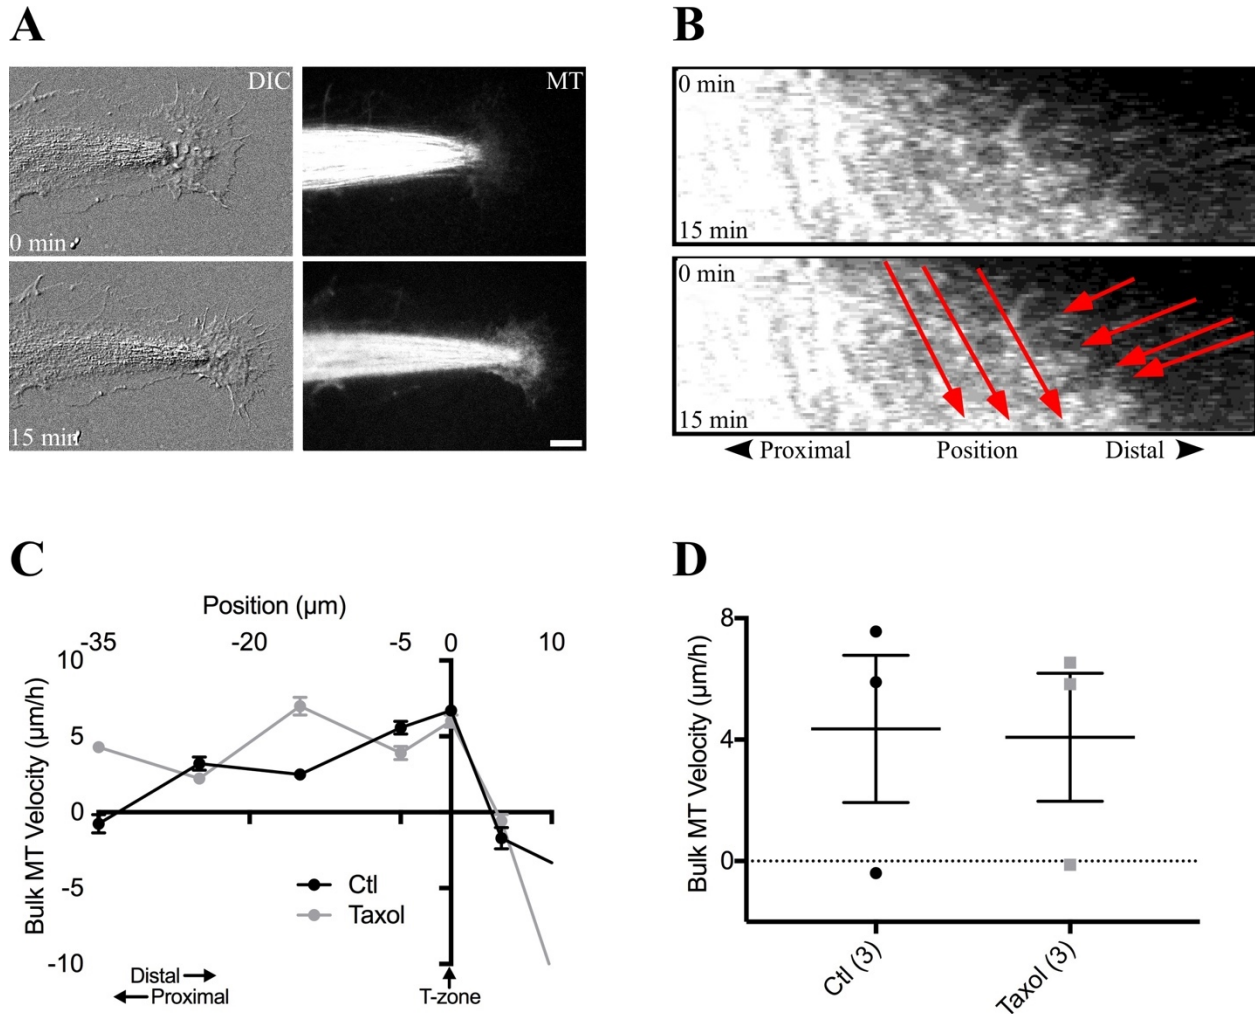 A
B
DIC
MT
0 min
15 min
0 min
15 min
0 min
15 min
Proximal Position Distal
C
D
Position (µm)
-35 -20 -5 0 10
10
5
0
-5
-10
Bulk MT Velocity (µm/h)
Ctl
Taxol
Distal
Proximal
T-zone
8
4
0
Bulk MT Velocity (µm/h)
Ctl (3)
Taxol (3)